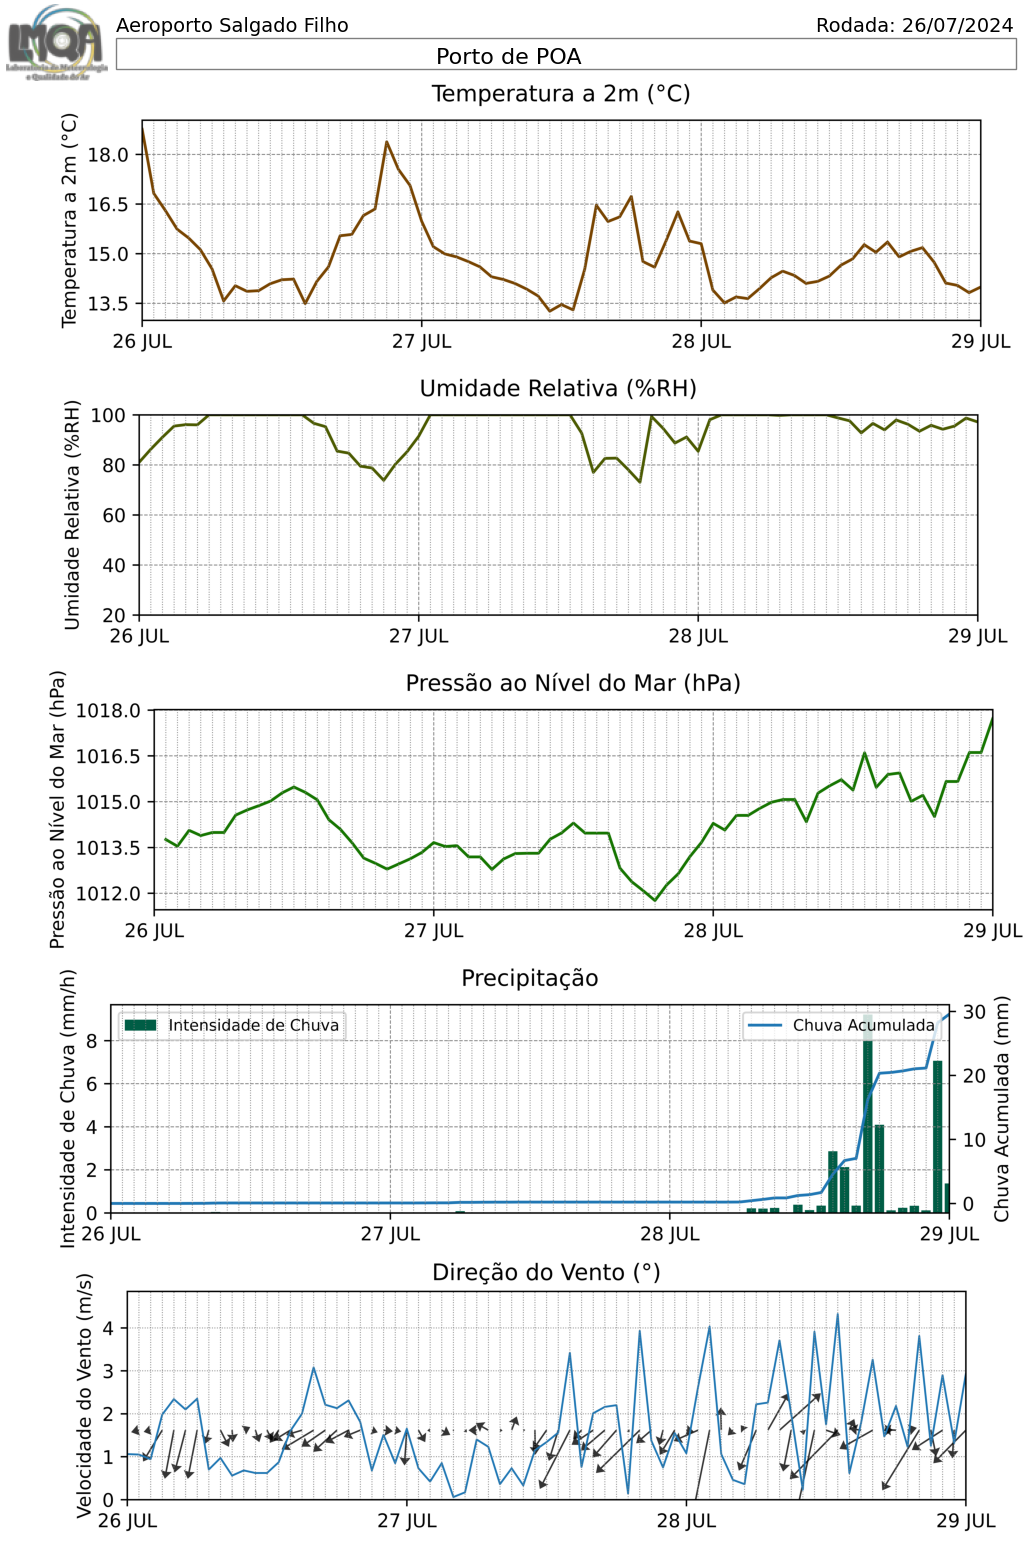 LMQA
Laboratório de Meteorologia
e Qualidade do Ar
Aeroporto Salgado Filho
Rodada: 26/07/2024
Porto de POA
Temperatura a 2m (°C)
Temperatura a 2m (°C)
18.0
16.5
15.0
13.5
26 JUL 27 JUL 28 JUL 29 JUL
Umidade Relativa (%RH)
Umidade Relativa (%RH)
100
80
60
40
20
26 JUL 27 JUL 28 JUL 29 JUL
Pressão ao Nível do Mar (hPa)
Pressão ao Nível do Mar (hPa)
1018.0
1016.5
1015.0
1013.5
1012.0
26 JUL 27 JUL 28 JUL 29 JUL
Precipitação
Intensidade de Chuva (mm/h)
8
6
4
2
0
Intensidade de Chuva
Chuva Acumulada
30
20
10
0
Chuva Acumulada (mm)
26 JUL 27 JUL 28 JUL 29 JUL
Direção do Vento (°)
Velocidade do Vento (m/s)
4
3
2
1
0
26 JUL 27 JUL 28 JUL 29 JUL